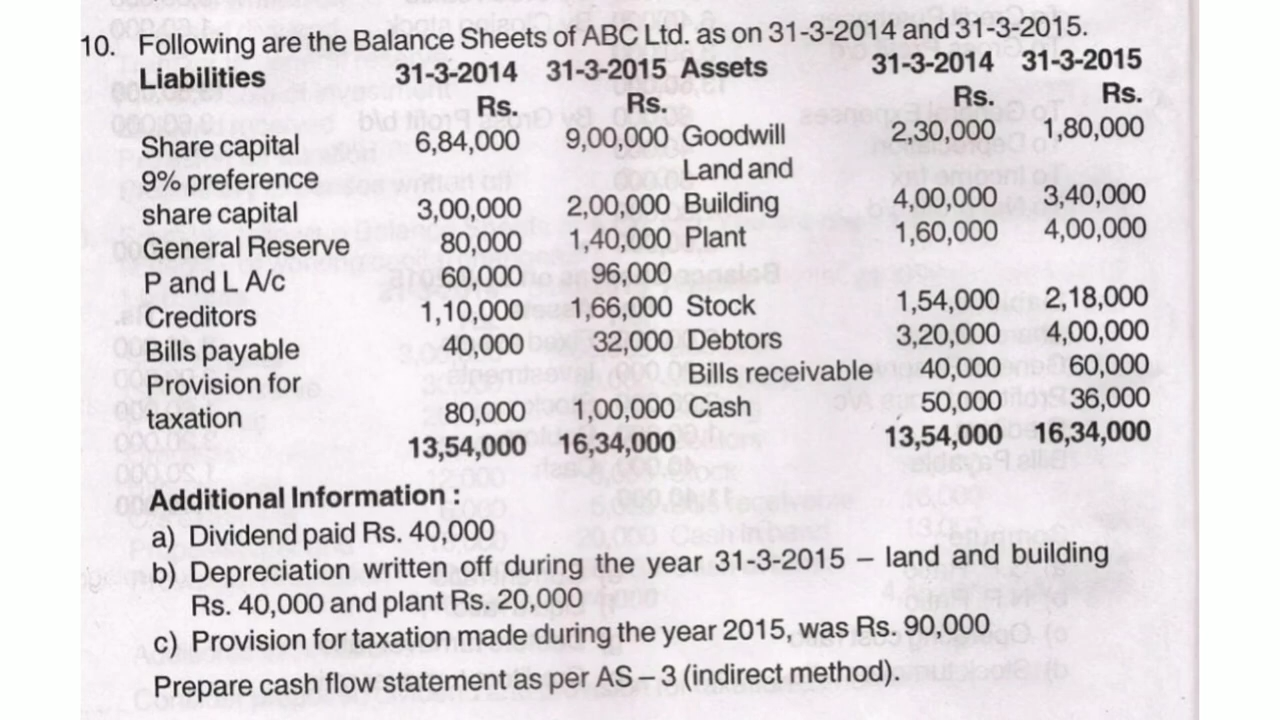 10. Following are the Balance Sheets of ABC Ltd. as on 31-3-2014 and 31-3-2015.
Liabilities 31-3-2014 31-3-2015 Assets 31-3-2014 31-3-2015
Rs. Rs. Rs. Rs.
Share capital 6,84,000 9,00,000 Goodwill 2,30,000 1,80,000
9% preference Land and
share capital 3,00,000 2,00,000 Building 4,00,000 3,40,000
General Reserve 80,000 1,40,000 Plant 1,60,000 4,00,000
P and L A/c 60,000 96,000
Creditors 1,10,000 1,66,000 Stock 1,54,000 2,18,000
Bills payable 40,000 32,000 Debtors 3,20,000 4,00,000
Provision for Bills receivable 40,000 60,000
taxation 80,000 1,00,000 Cash 50,000 36,000
13,54,000 16,34,000 13,54,000 16,34,000
Additional Information :
a) Dividend paid Rs. 40,000
b) Depreciation written off during the year 31-3-2015 – land and building
Rs. 40,000 and plant Rs. 20,000
c) Provision for taxation made during the year 2015, was Rs. 90,000
Prepare cash flow statement as per AS – 3 (indirect method).